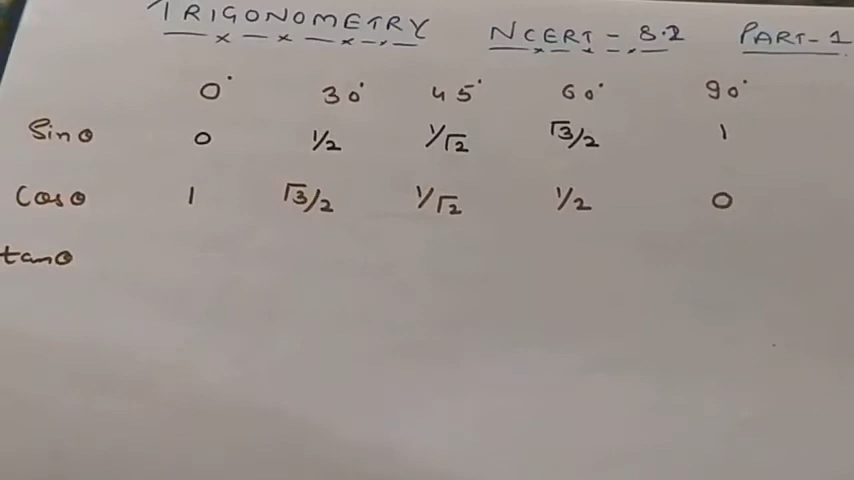 TRIGONOMETRY NCERT - 8.2 PART-1
0° 30° 45° 60° 90°
Sinθ 0 1/2 1/√2 √3/2 1
Cosθ 1 √3/2 1/√2 1/2 0
tanθ